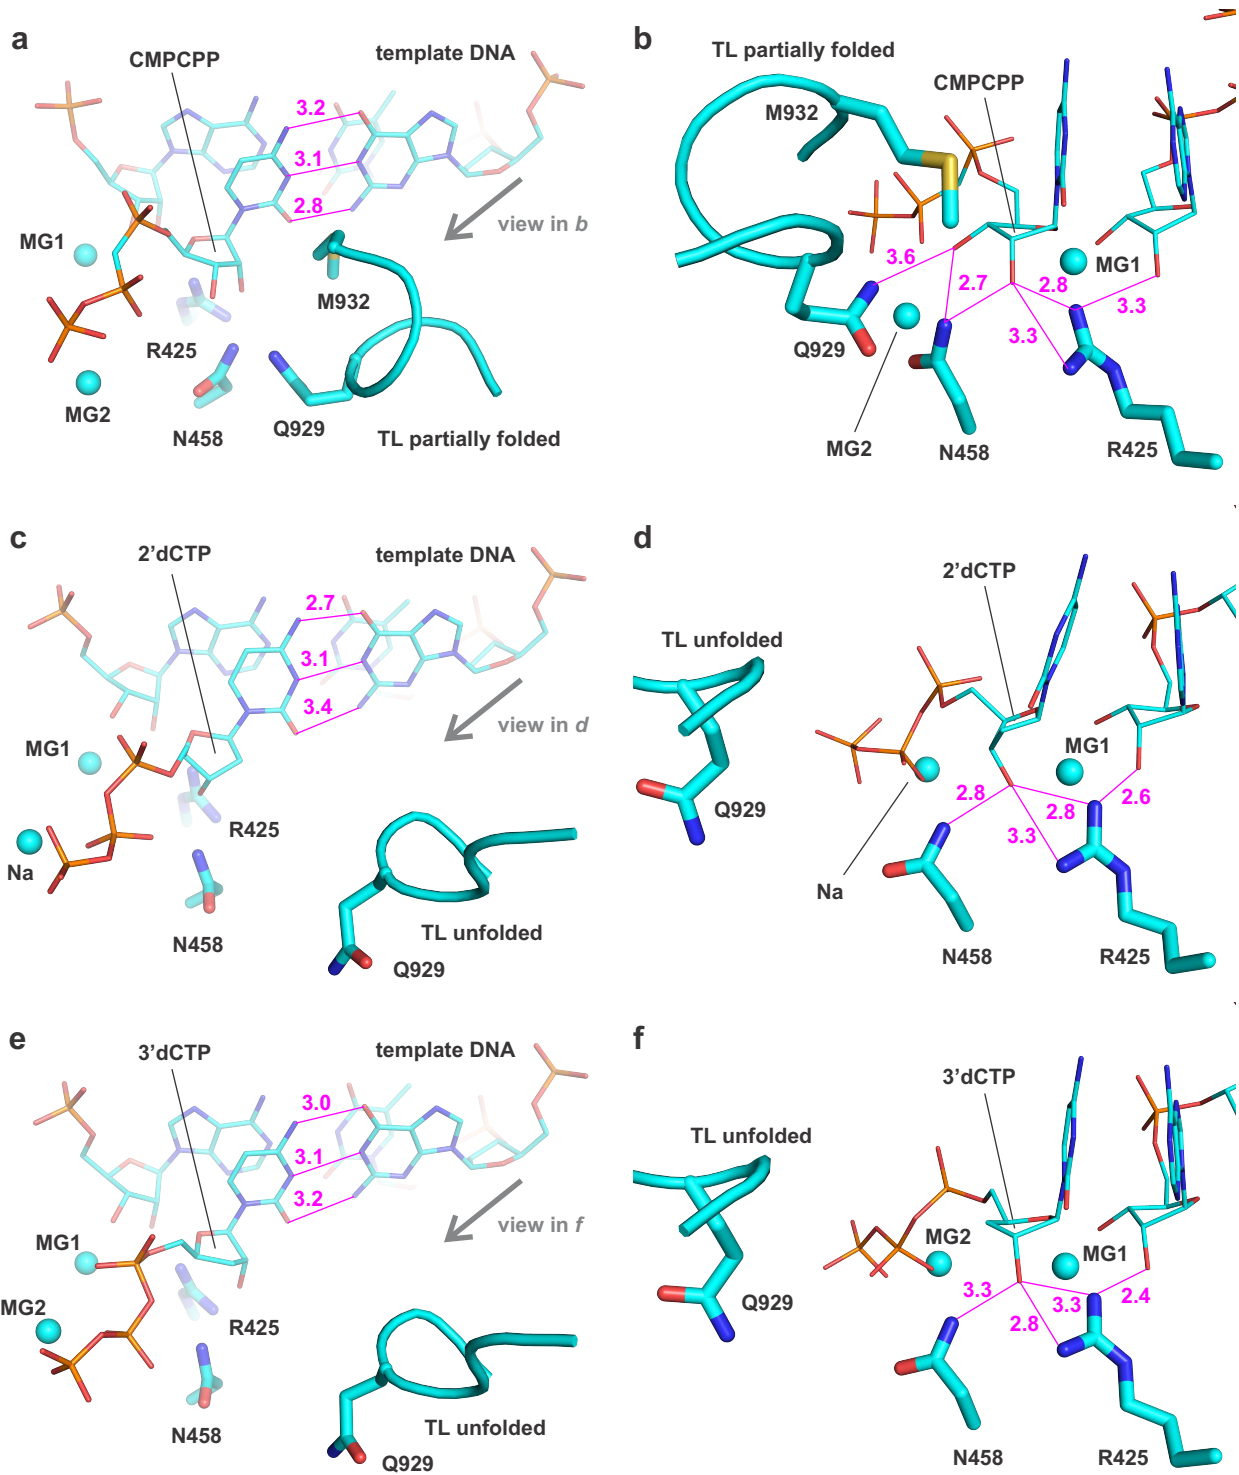 a
CMPCPP
template DNA
3.2
3.1
2.8
view in b
MG1
M932
R425
MG2
N458
Q929
TL partially folded
b
TL partially folded
CMPCPP
M932
3.6
MG1
2.7
2.8
3.3
3.3
Q929
MG2
N458
R425
c
2'dCTP
template DNA
2.7
3.1
3.4
view in d
MG1
R425
Na
N458
TL unfolded
Q929
d
2'dCTP
TL unfolded
MG1
Q929
2.8
2.8
2.6
3.3
Na
N458
R425
e
3'dCTP
template DNA
3.0
3.1
3.2
view in f
MG1
MG2
R425
N458
TL unfolded
Q929
f
3'dCTP
TL unfolded
MG2
MG1
Q929
3.3
3.3
2.4
2.8
N458
R425